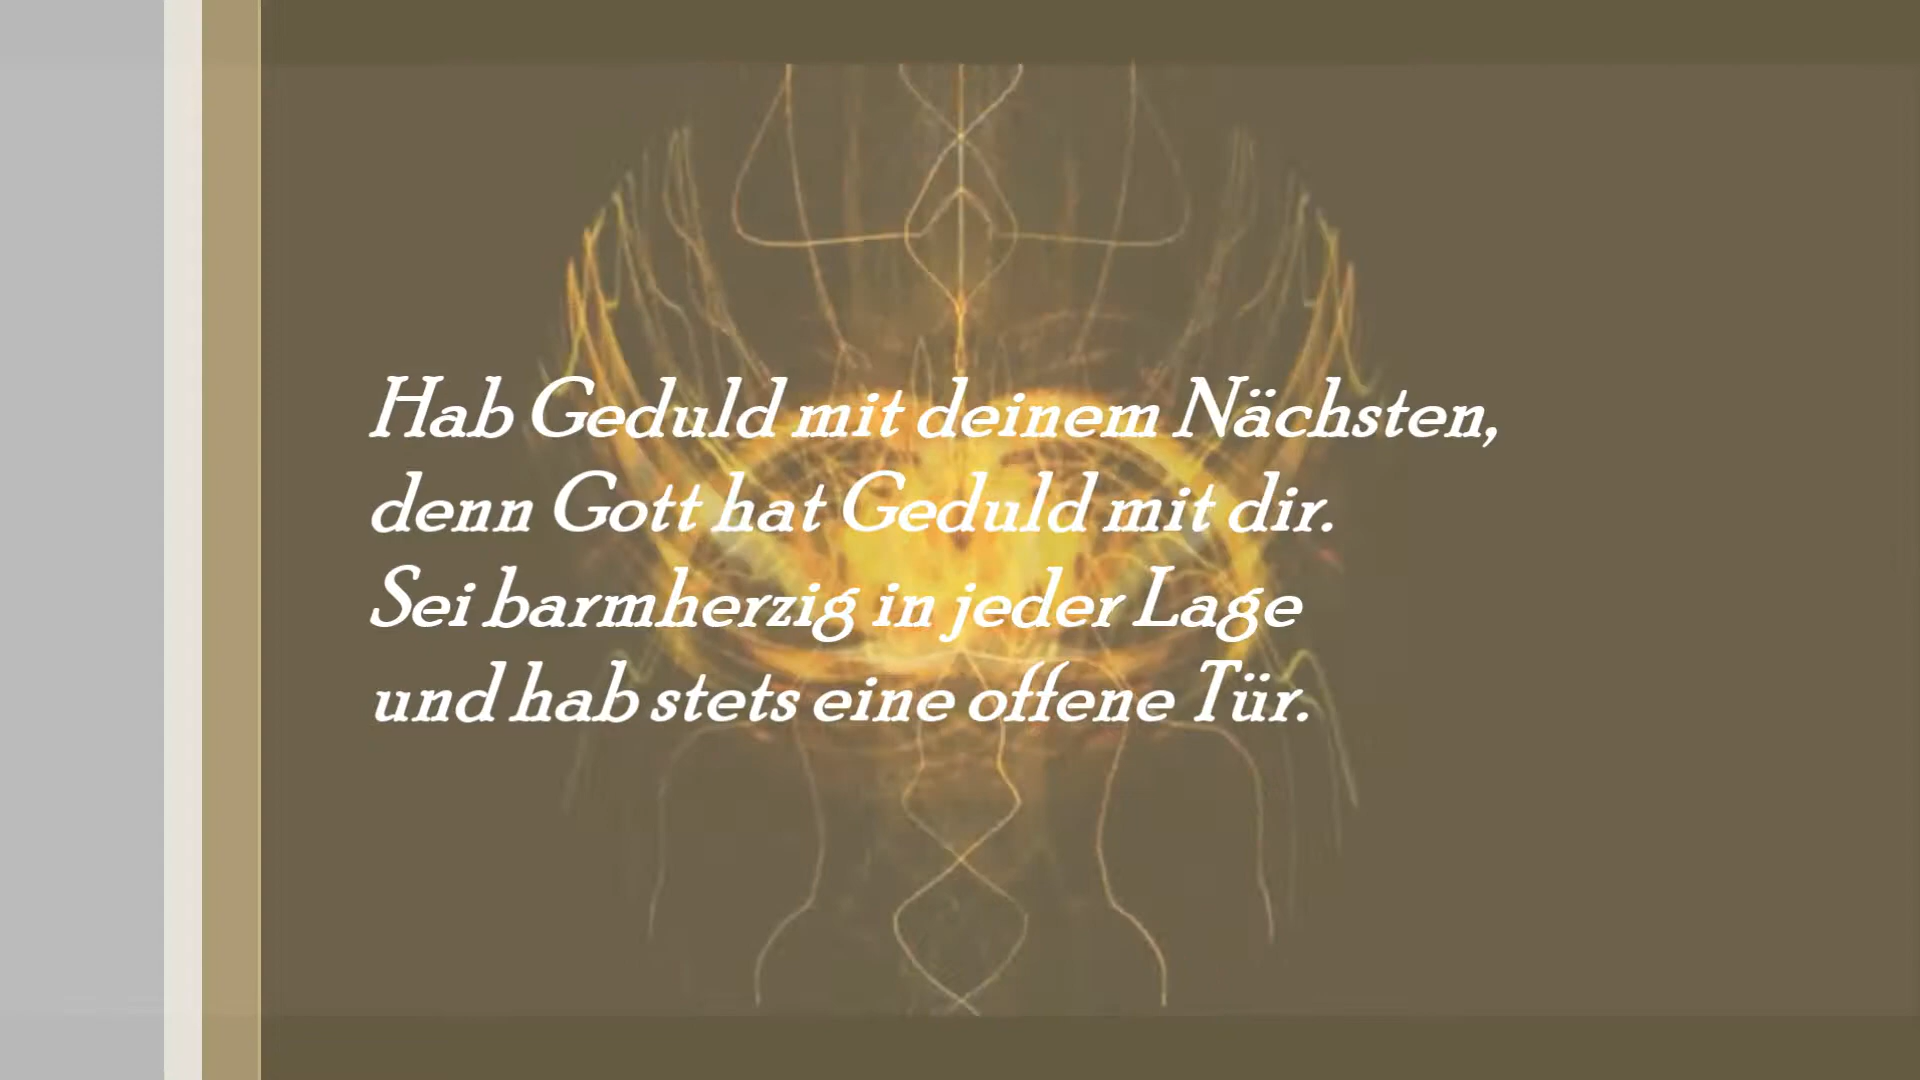 Hab Geduld mit deinem Nächsten,
denn Gott hat Geduld mit dir.
Sei barmherzig in jeder Lage
und hab stets eine offene Tür.